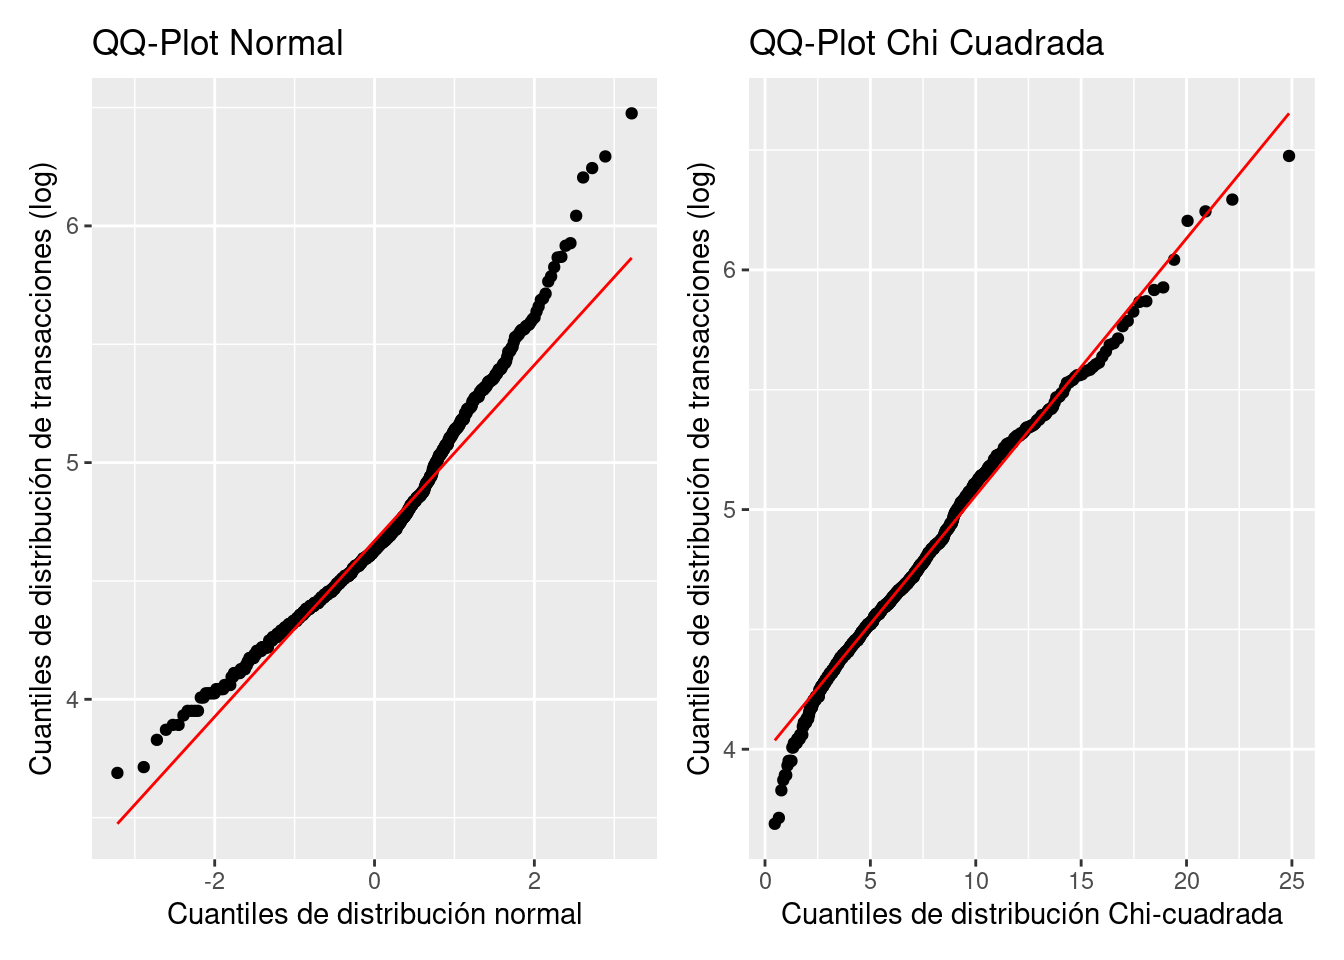 QQ-Plot Normal
Cuantiles de distribución de transacciones (log)
6
5
4
-2
0
2
Cuantiles de distribución normal
QQ-Plot Chi Cuadrada
Cuantiles de distribución de transacciones (log)
6
5
4
0
5
10
15
20
25
Cuantiles de distribución Chi-cuadrada